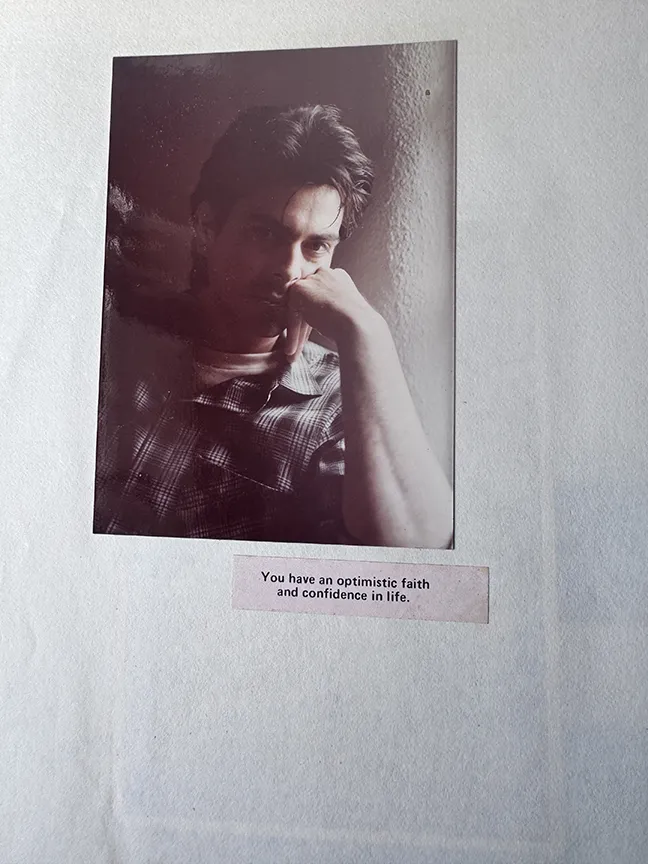 You have an optimistic faith
and confidence in life.